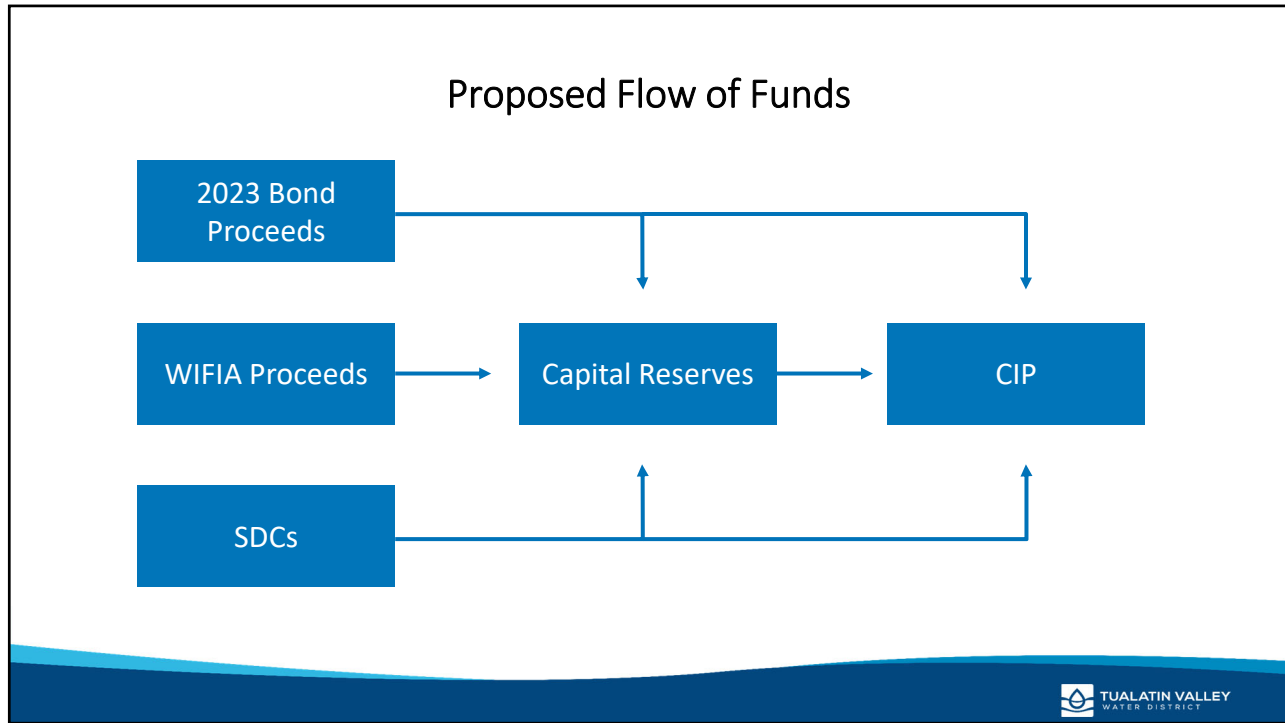 Proposed Flow of Funds
2023 Bond
Proceeds
WIFIA Proceeds
Capital Reserves
CIP
SDCs
TUALATIN VALLEY
WATER DISTRICT